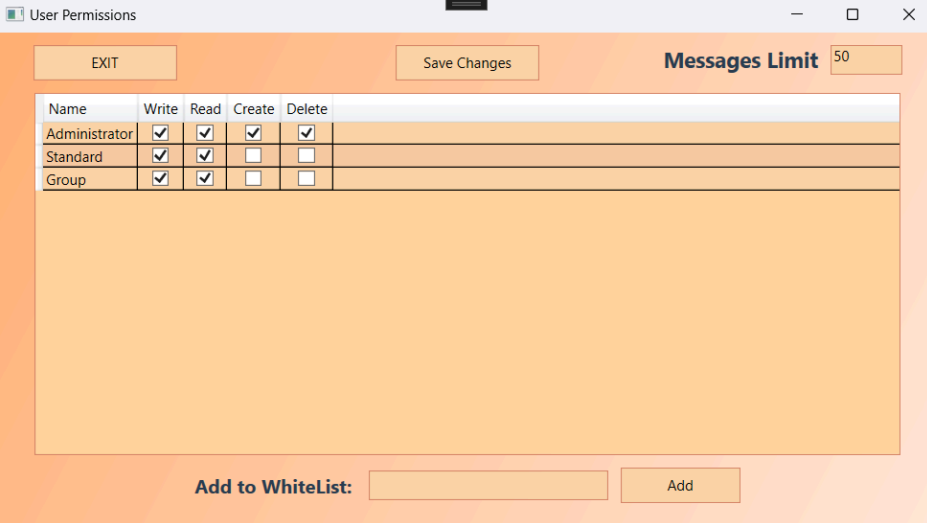 User Permissions
EXIT
Save Changes
Messages Limit
50
Name Write Read Create Delete
Administrator
Standard
Group
Add to WhiteList:
Add